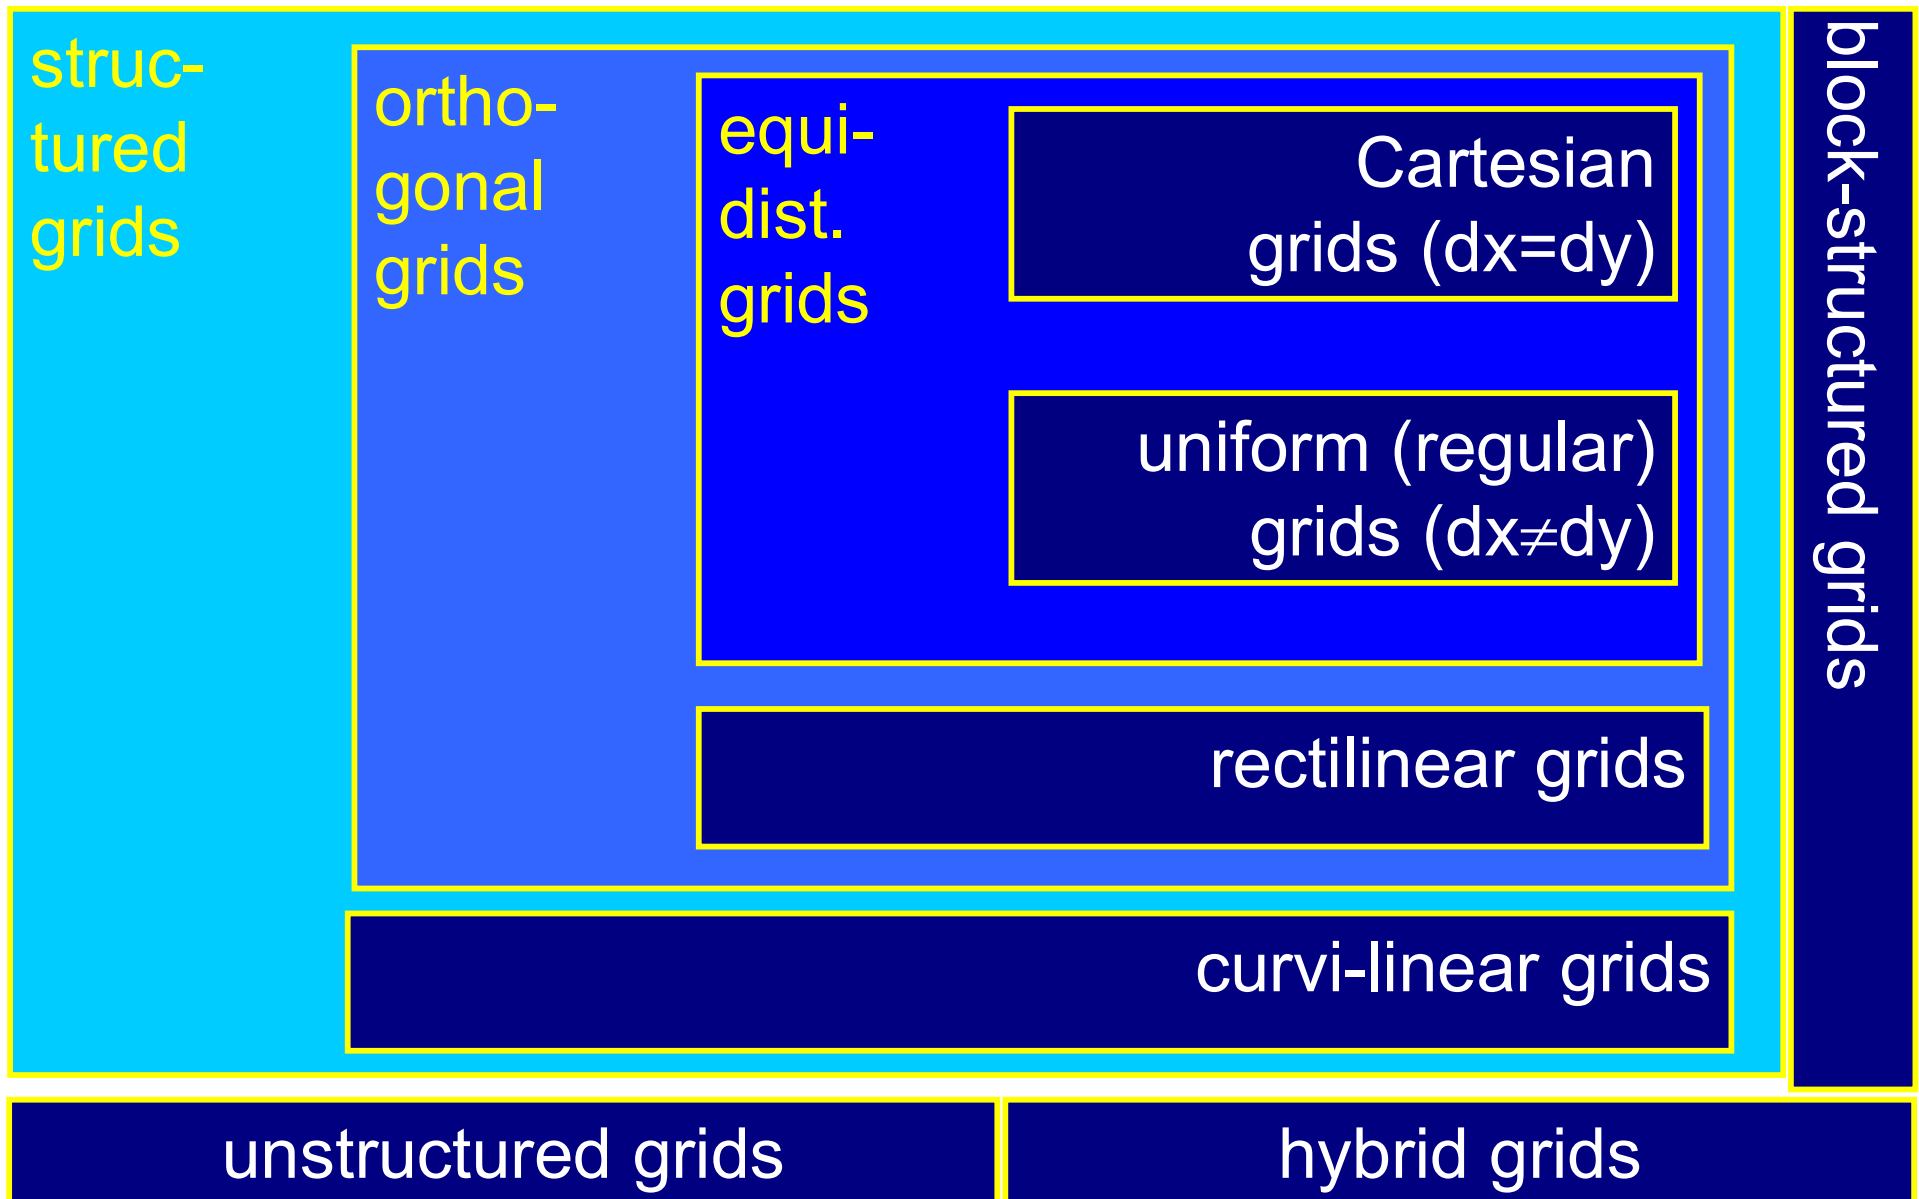 struc-
tured
grids
ortho-
gonal
grids
equi-
dist.
grids
Cartesian
grids (dx=dy)
uniform (regular)
grids (dx≠dy)
rectilinear grids
curvi-linear grids
block-structured grids
unstructured grids
hybrid grids